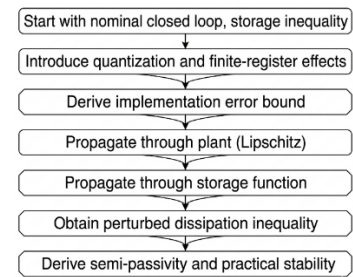 Start with nominal closed loop, storage inequality
Introduce quantization and finite-register effects
Derive implementation error bound
Propagate through plant (Lipschitz)
Propagate through storage function
Obtain perturbed dissipation inequality
Derive semi-passivity and practical stability